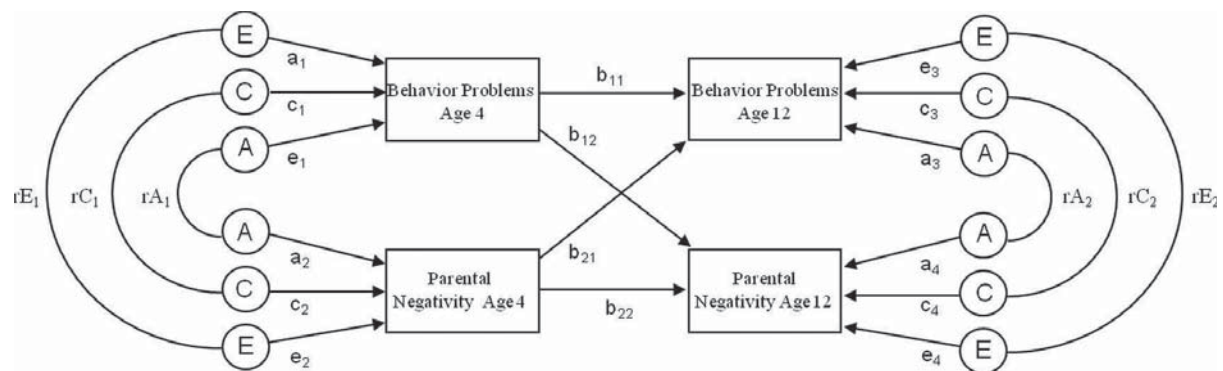 E
a1
C
c1
A
e1
rE1
rC1
rA1
A
a2
C
c2
E
e2
Behavior Problems
Age 4
Parental
Negativity Age 4
b11
b12
b21
b22
Behavior Problems
Age 12
Parental
Negativity Age 12
E
e3
C
c3
A
a3
rA2
rC2
rE2
A
a4
C
c4
E
e4